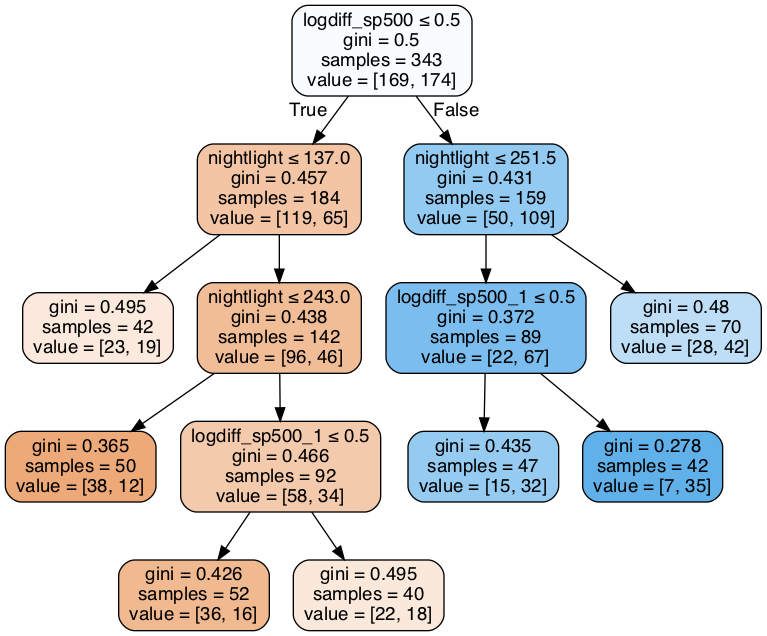 logdiff_sp500 ≤ 0.5
gini = 0.5
samples = 343
value = [169, 174]
True
False
nightlight ≤ 137.0
gini = 0.457
samples = 184
value = [119, 65]
nightlight ≤ 251.5
gini = 0.431
samples = 159
value = [50, 109]
gini = 0.495
samples = 42
value = [23, 19]
nightlight ≤ 243.0
gini = 0.438
samples = 142
value = [96, 46]
logdiff_sp500_1 ≤ 0.5
gini = 0.372
samples = 89
value = [22, 67]
gini = 0.48
samples = 70
value = [28, 42]
gini = 0.365
samples = 50
value = [38, 12]
logdiff_sp500_1 ≤ 0.5
gini = 0.466
samples = 92
value = [58, 34]
gini = 0.435
samples = 47
value = [15, 32]
gini = 0.278
samples = 42
value = [7, 35]
gini = 0.426
samples = 52
value = [36, 16]
gini = 0.495
samples = 40
value = [22, 18]